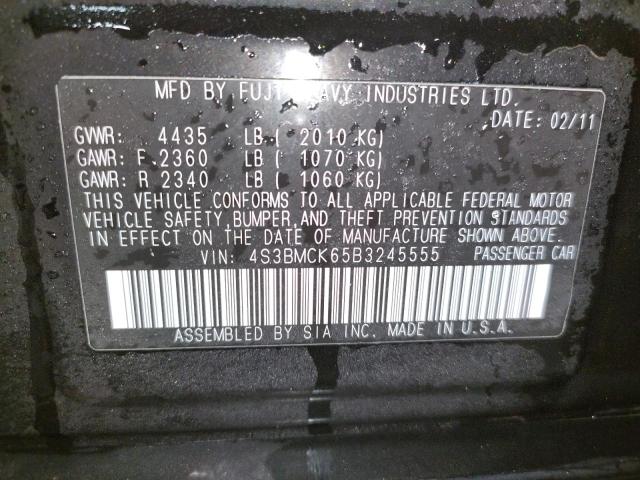 MFD BY FUJI HEAVY INDUSTRIES LTD.
DATE: 02/11
GVWR: 4435 LB ( 2010 KG)
GAWR: F 2360 LB ( 1070 KG)
GAWR: R 2340 LB ( 1060 KG)
THIS VEHICLE CONFORMS TO ALL APPLICABLE FEDERAL MOTOR
VEHICLE SAFETY, BUMPER, AND THEFT PREVENTION STANDARDS
IN EFFECT ON THE DATE OF MANUFACTURE SHOWN ABOVE.
VIN: 4S3BMCK65B3245555 PASSENGER CAR
ASSEMBLED BY SIA INC. MADE IN U.S.A.